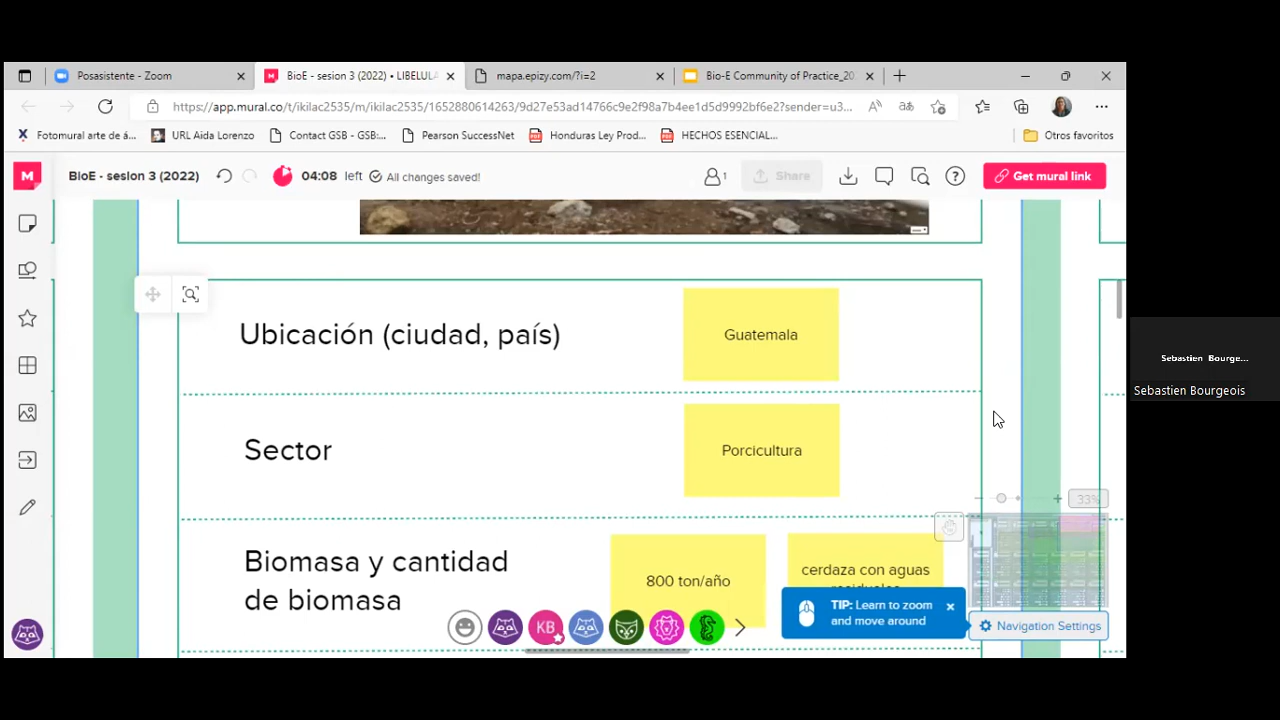 Posasistente - Zoom
BioE - sesion 3 (2022) • LIBELULA
mapa.epizy.com/?i=2
Bio-E Community of Practice_20
https://app.mural.co/t/ikilac2535/m/ikilac2535/1652880614263/9d27e53ad14766c9e2f98a7b4ee1d5d9992bf6e2?sender=u3...
Fotomural arte de á...
URL Aida Lorenzo
Contact GSB - GSB:...
Pearson SuccessNet
Honduras Ley Prod...
HECHOS ESENCIAL...
Otros favoritos
BioE - sesion 3 (2022)
04:08 left
All changes saved!
1
Share
Get mural link
Ubicación (ciudad, país)
Guatemala
Sector
Porcicultura
Biomasa y cantidad
de biomasa
800 ton/año
cerdaza con aguas
33%
KB
TIP: Learn to zoom
and move around
Navigation Settings
Sebastien Bourge...
Sebastien Bourgeois